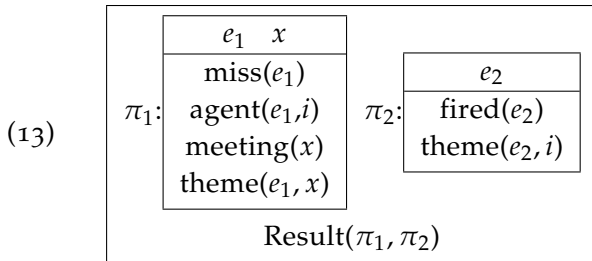 e₁ x
miss(e₁)
π₁: agent(e₁,i)
meeting(x)
theme(e₁, x)
e₂
π₂: fired(e₂)
theme(e₂, i)
(13)
Result(π₁, π₂)